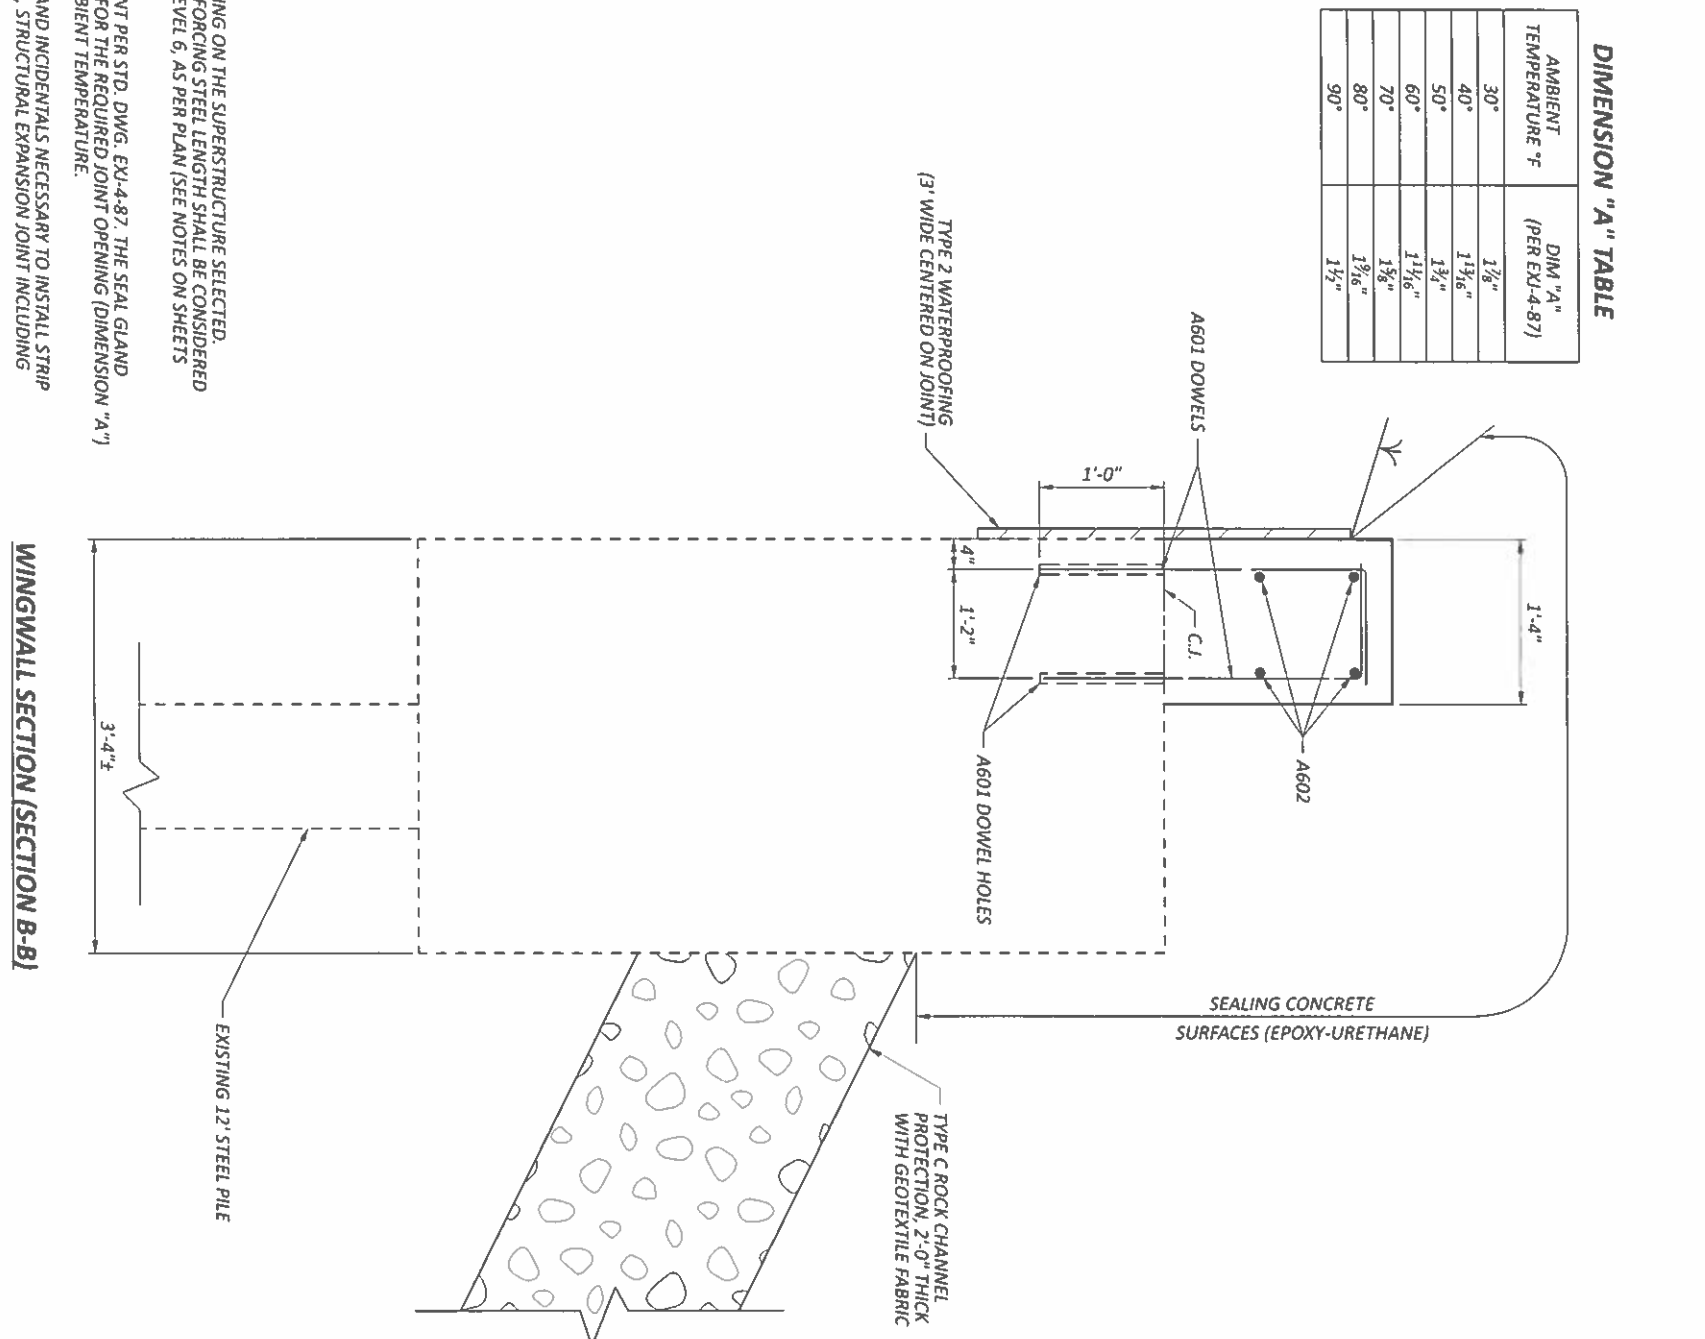 DIMENSION "A" TABLE
AMBIENT
TEMPERATURE °F
DIM "A"
(PER EXJ-4-87)
30° 1⅞"
40° 1¹³⁄₁₆"
50° 1¾"
60° 1¹¹⁄₁₆"
70° 1⅝"
80° 1⁹⁄₁₆"
90° 1½"
1'-4"
A602
A601 DOWELS
C.J.
1'-0"
4"
1'-2"
A601 DOWEL HOLES
TYPE 2 WATERPROOFING
(3' WIDE CENTERED ON JOINT)
SEALING CONCRETE
SURFACES (EPOXY-URETHANE)
TYPE C ROCK CHANNEL
PROTECTION, 2'-0" THICK
WITH GEOTEXTILE FABRIC
EXISTING 12' STEEL PILE
3'-4"±
WINGWALL SECTION (SECTION B-B)
ING ON THE SUPERSTRUCTURE SELECTED.
FORCING STEEL LENGTH SHALL BE CONSIDERED
EVEL 6, AS PER PLAN (SEE NOTES ON SHEETS
NT PER STD. DWG. EXJ-4-87. THE SEAL GLAND
FOR THE REQUIRED JOINT OPENING (DIMENSION "A")
BIENT TEMPERATURE.
AND INCIDENTALS NECESSARY TO INSTALL STRIP
, STRUCTURAL EXPANSION JOINT INCLUDING